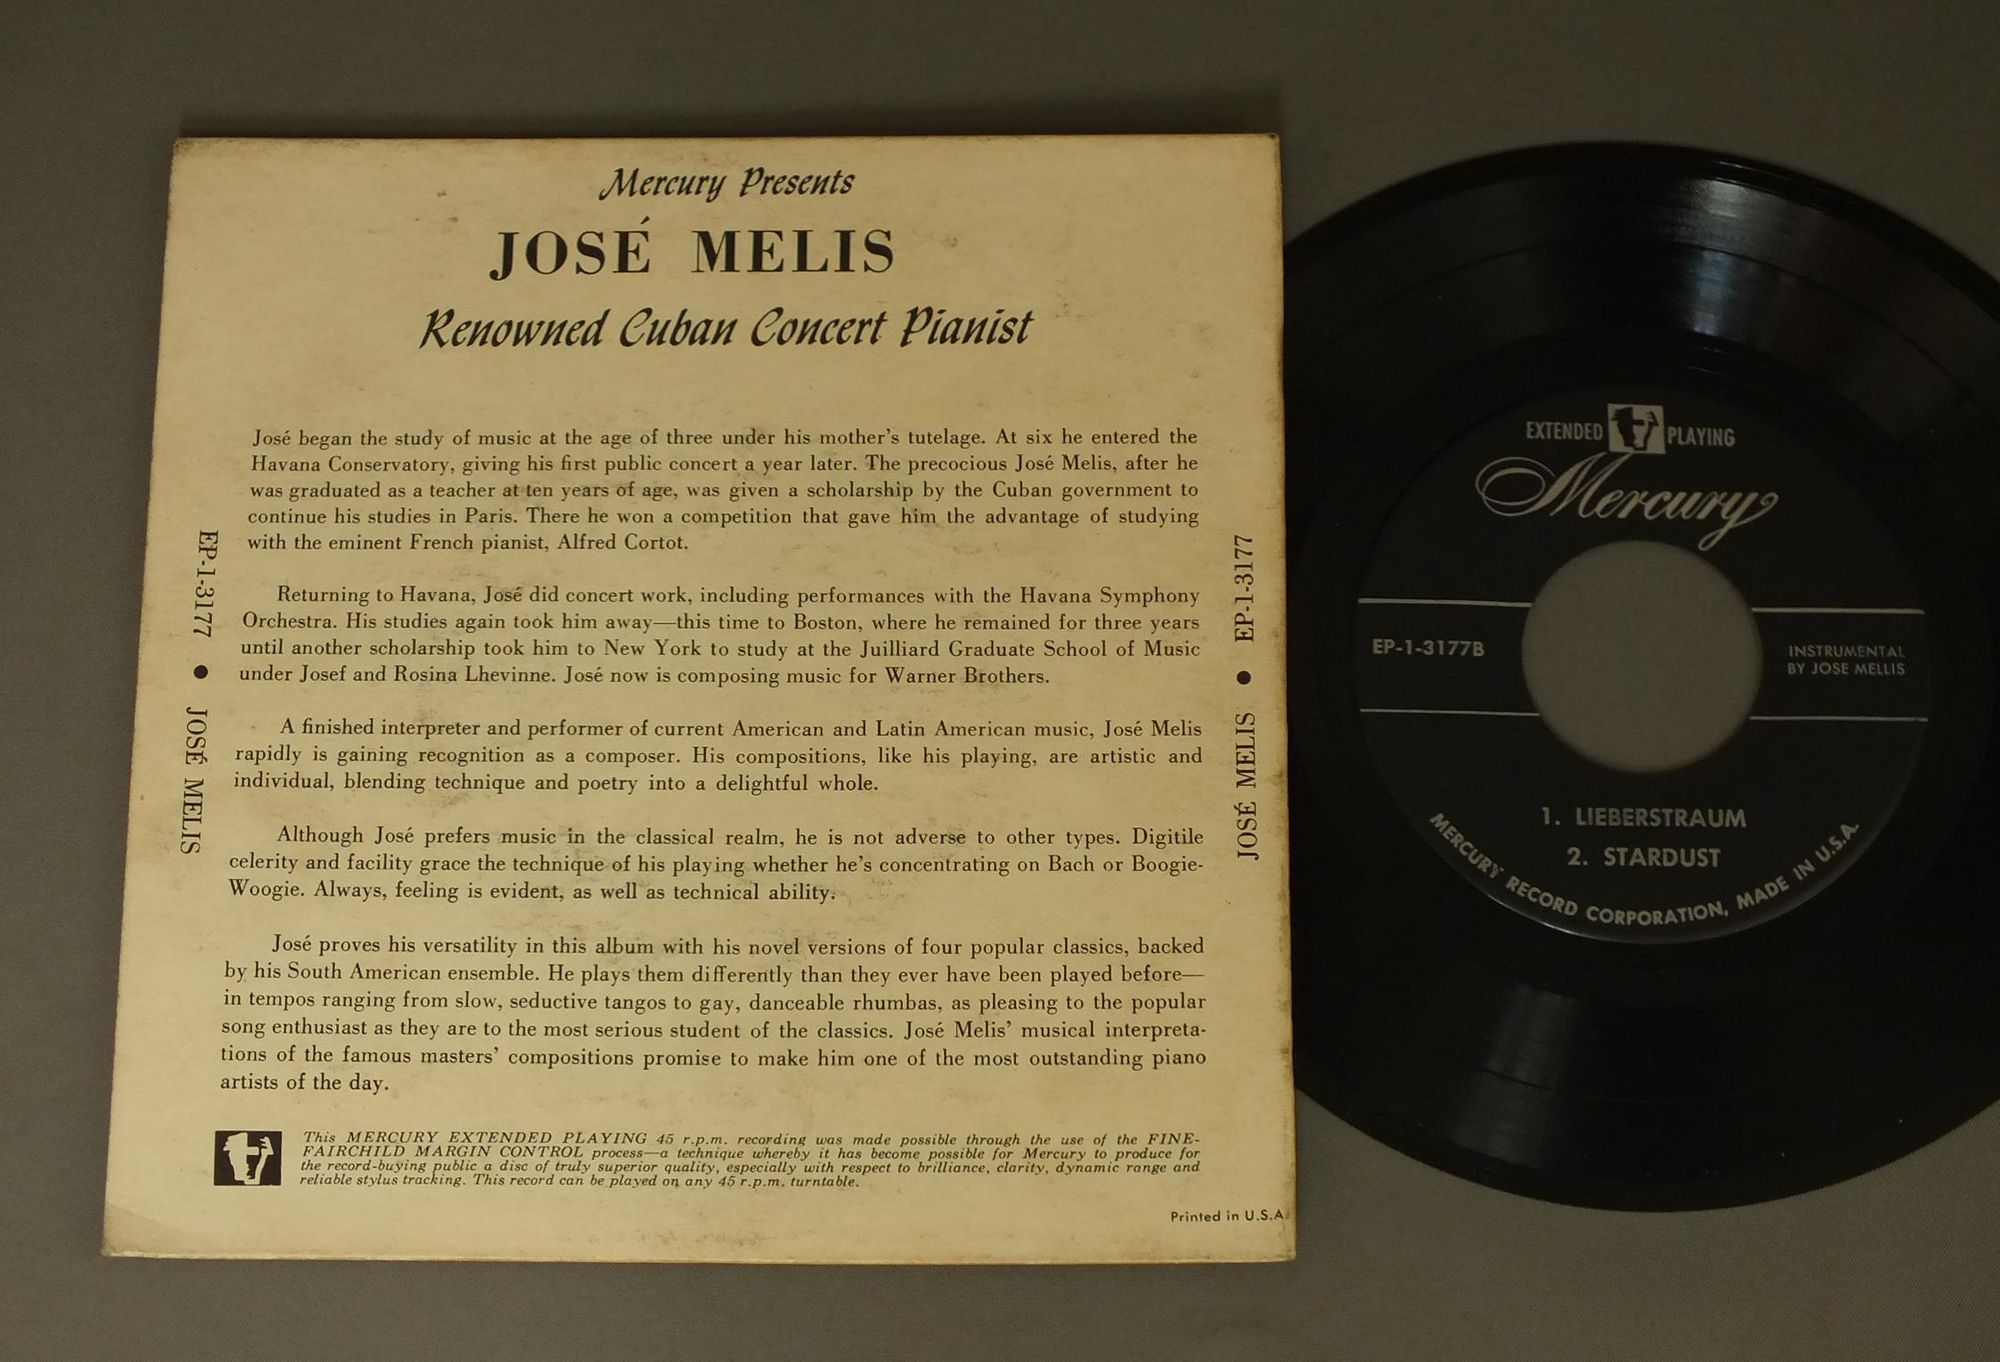 Mercury Presents
JOSÉ MELIS
Renowned Cuban Concert Pianist
José began the study of music at the age of three under his mother's tutelage. At six he entered the
Havana Conservatory, giving his first public concert a year later. The precocious José Melis, after he
was graduated as a teacher at ten years of age, was given a scholarship by the Cuban government to
continue his studies in Paris. There he won a competition that gave him the advantage of studying
with the eminent French pianist, Alfred Cortot.
Returning to Havana, José did concert work, including performances with the Havana Symphony
Orchestra. His studies again took him away—this time to Boston, where he remained for three years
until another scholarship took him to New York to study at the Juilliard Graduate School of Music
under Josef and Rosina Lhevinne. José now is composing music for Warner Brothers.
A finished interpreter and performer of current American and Latin American music, José Melis
rapidly is gaining recognition as a composer. His compositions, like his playing, are artistic and
individual, blending technique and poetry into a delightful whole.
Although José prefers music in the classical realm, he is not adverse to other types. Digitile
celerity and facility grace the technique of his playing whether he's concentrating on Bach or Boogie-
Woogie. Always, feeling is evident, as well as technical ability.
José proves his versatility in this album with his novel versions of four popular classics, backed
by his South American ensemble. He plays them differently than they ever have been played before—
in tempos ranging from slow, seductive tangos to gay, danceable rhumbas, as pleasing to the popular
song enthusiast as they are to the most serious student of the classics. José Melis' musical interpreta-
tions of the famous masters' compositions promise to make him one of the most outstanding piano
artists of the day.
This MERCURY EXTENDED PLAYING 45 r.p.m. recording was made possible through the use of the FINE-
FAIRCHILD MARGIN CONTROL process—a technique whereby it has become possible for Mercury to produce for
the record-buying public a disc of truly superior quality, especially with respect to brilliance, clarity, dynamic range and
reliable stylus tracking. This record can be played on any 45 r.p.m. turntable.
Printed in U.S.A.
EP-1-3177 ● JOSÉ MELIS
EP-1-3177 ● JOSÉ MELIS
EXTENDED PLAYING
Mercury
EP-1-3177B
INSTRUMENTAL
BY JOSE MELLIS
1. LIEBERSTRAUM
2. STARDUST
MERCURY RECORD CORPORATION, MADE IN U.S.A.